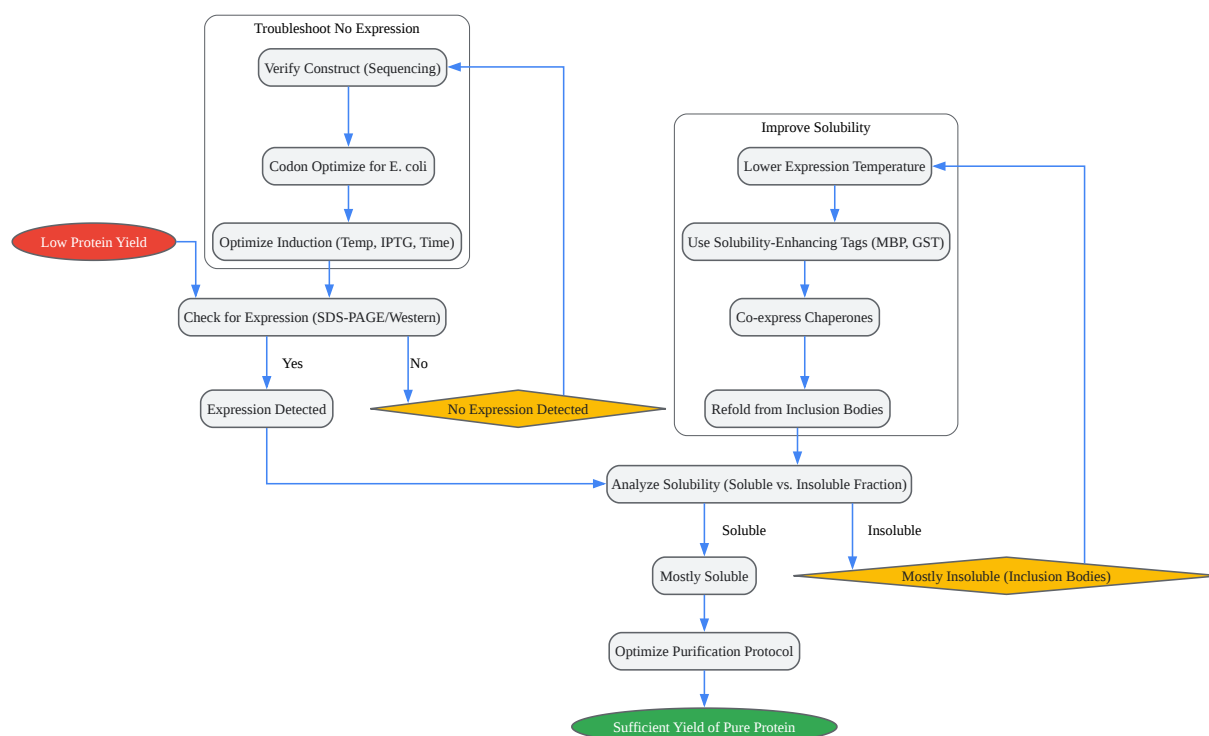 Troubleshoot No Expression
Verify Construct (Sequencing)
Codon Optimize for E. coli
Optimize Induction (Temp, IPTG, Time)
Low Protein Yield
Check for Expression (SDS-PAGE/Western)
Yes
No
Expression Detected
No Expression Detected
Improve Solubility
Lower Expression Temperature
Use Solubility-Enhancing Tags (MBP, GST)
Co-express Chaperones
Refold from Inclusion Bodies
Analyze Solubility (Soluble vs. Insoluble Fraction)
Soluble
Insoluble
Mostly Soluble
Mostly Insoluble (Inclusion Bodies)
Optimize Purification Protocol
Sufficient Yield of Pure Protein